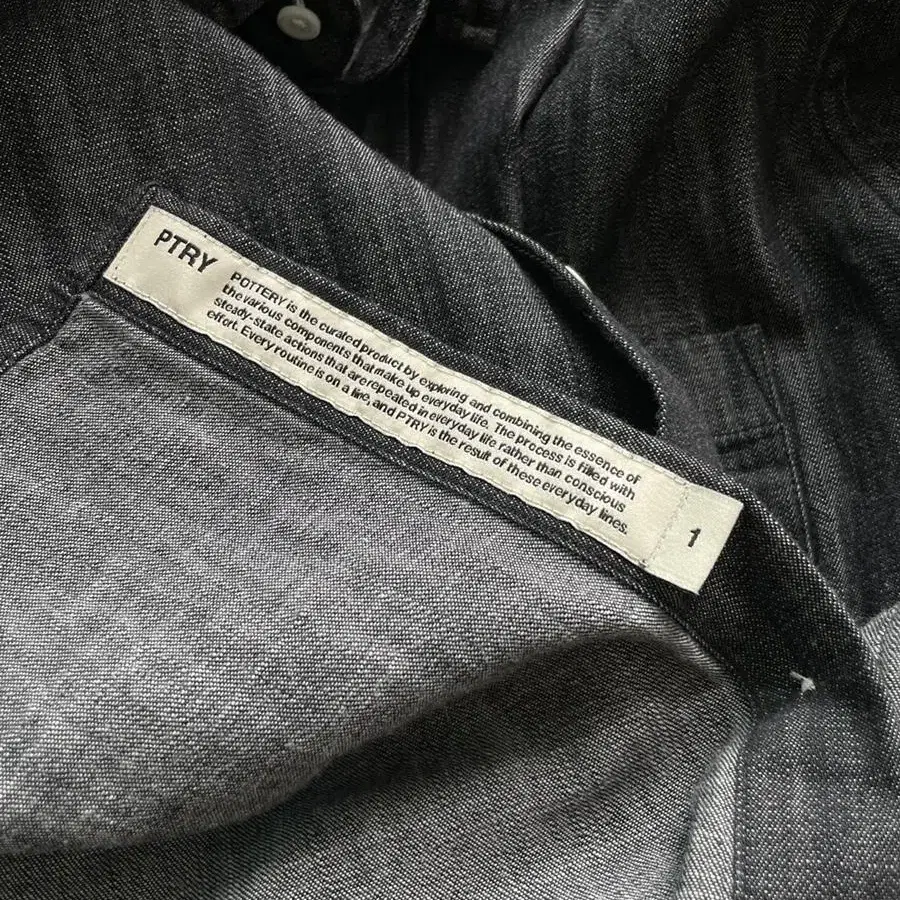 PTRY
POTTERY is the curated product by exploring and combining the essence of
the various components that make up everyday life. The process is filled with
steady-state actions that are repeated in everyday life rather than conscious
effort. Every routine is on a line, and PTRY is the result of these everyday lines.
1